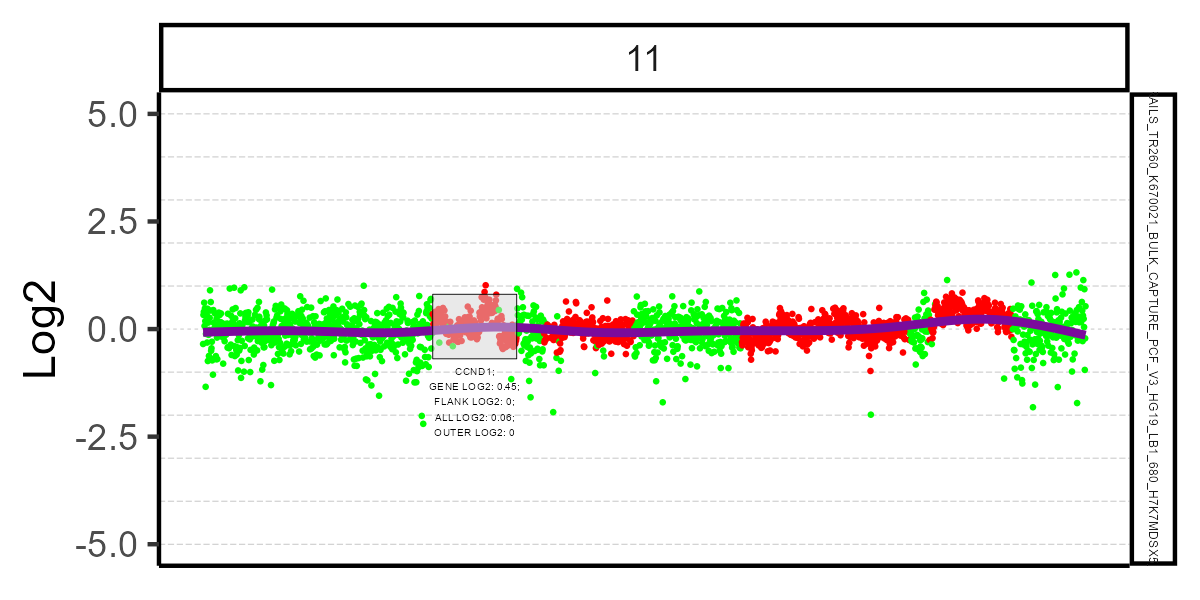 11
5.0
2.5
0.0
-2.5
-5.0
Log2
CCND1;
GENE LOG2: 0.45;
FLANK LOG2: 0;
ALL LOG2: 0.06;
OUTER LOG2: 0
AILS_TR260_K670021_BULK_CAPTURE_PCF_V3_HG19_LB1_680_H7K7MDSX5